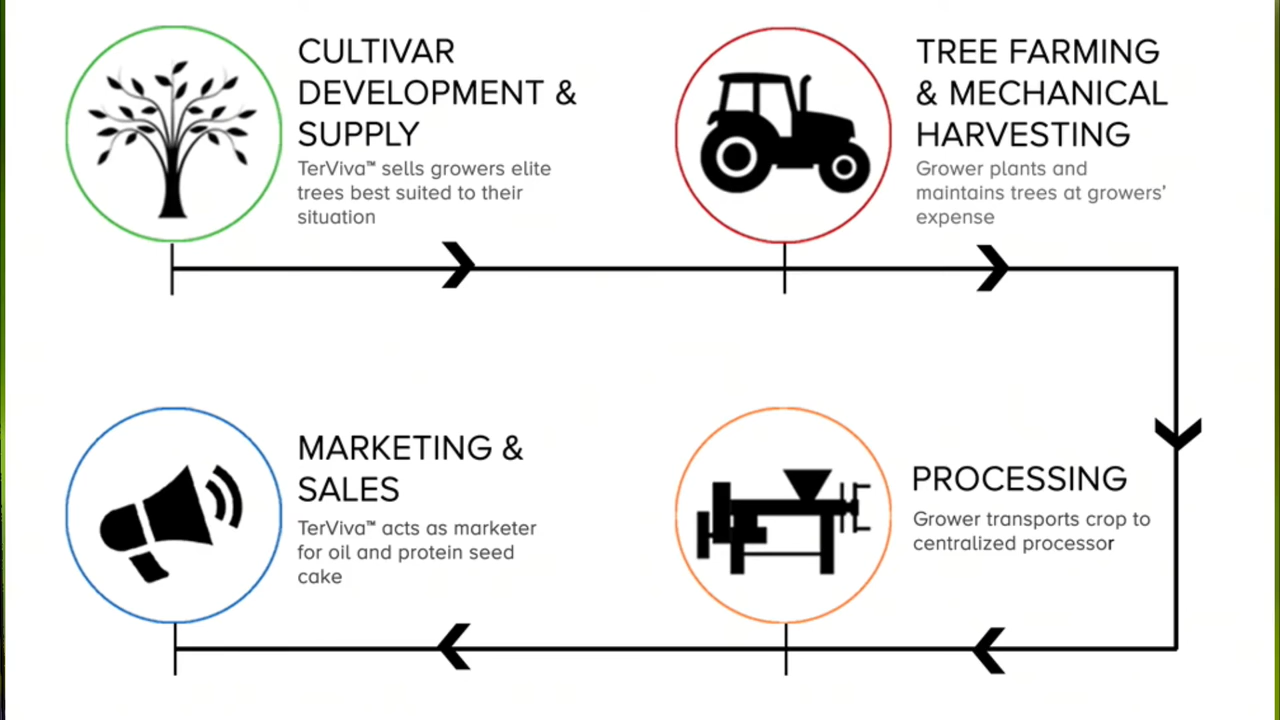 CULTIVAR
DEVELOPMENT &
SUPPLY
TerViva™ sells growers elite
trees best suited to their
situation
TREE FARMING
& MECHANICAL
HARVESTING
Grower plants and
maintains trees at growers'
expense
PROCESSING
Grower transports crop to
centralized processor
MARKETING &
SALES
TerViva™ acts as marketer
for oil and protein seed
cake